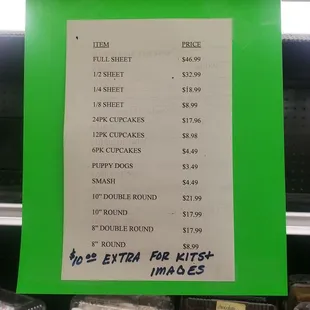 ITEM PRICE
FULL SHEET $46.99
1/2 SHEET $32.99
1/4 SHEET $18.99
1/8 SHEET $8.99
24PK CUPCAKES $17.96
12PK CUPCAKES $8.98
6PK CUPCAKES $4.49
PUPPY DOGS $3.49
SMASH $4.49
10" DOUBLE ROUND $21.99
10" ROUND $17.99
8" DOUBLE ROUND $17.99
8" ROUND $8.99
$10.00 EXTRA FOR KITS+
IMAGES